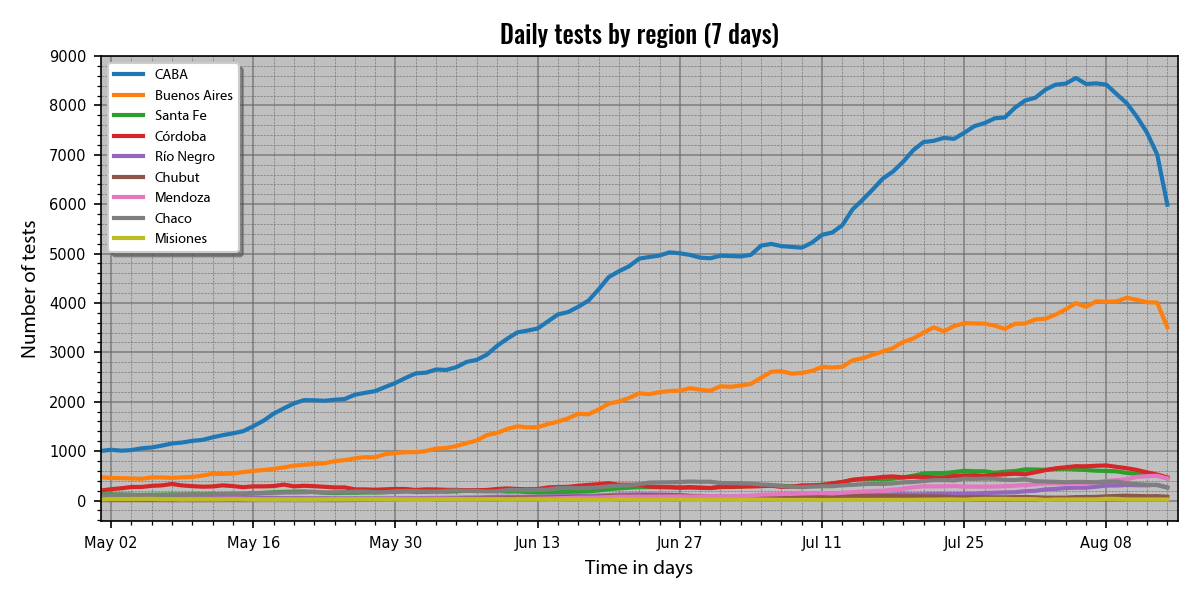 Daily tests by region (7 days)
9000
8000
7000
6000
5000
4000
3000
2000
1000
0
Number of tests
CABA
Buenos Aires
Santa Fe
Córdoba
Río Negro
Chubut
Mendoza
Chaco
Misiones
May 02 May 16 May 30 Jun 13 Jun 27 Jul 11 Jul 25 Aug 08
Time in days